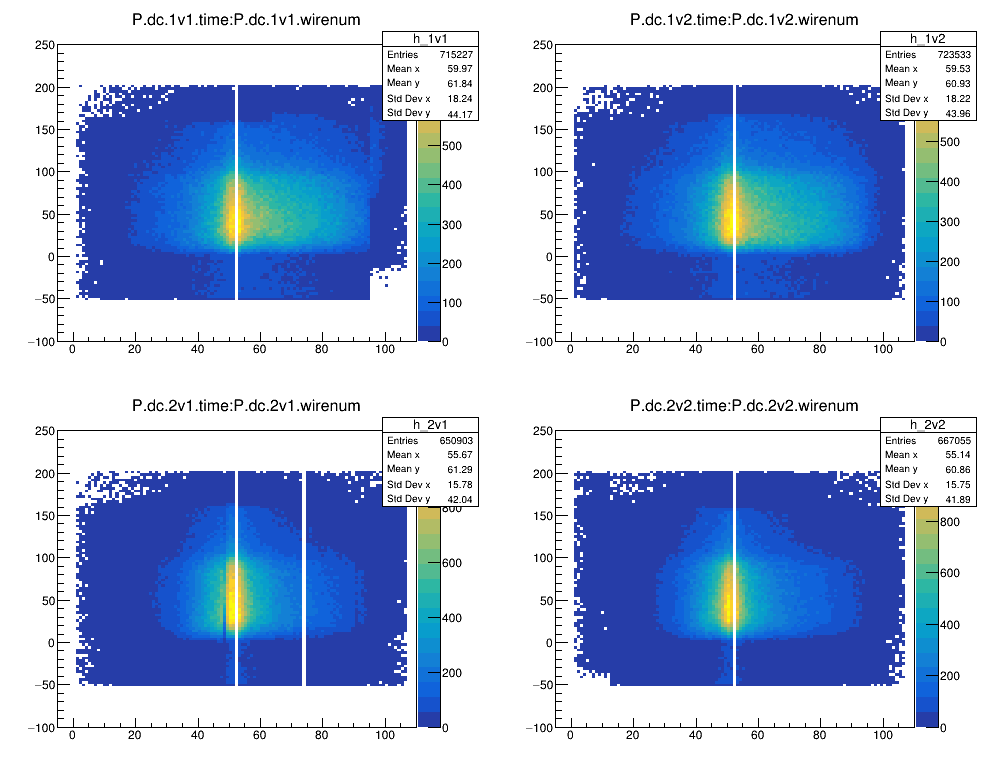 P.dc.1v1.time:P.dc.1v1.wirenum
h_1v1
Entries 715227
Mean x 59.97
Mean y 61.84
Std Dev x 18.24
Std Dev y 44.17
250
200
150
100
50
0
−50
−100
0 20 40 60 80 100
500
400
300
200
100
0
P.dc.1v2.time:P.dc.1v2.wirenum
h_1v2
Entries 723533
Mean x 59.53
Mean y 60.93
Std Dev x 18.22
Std Dev y 43.96
250
200
150
100
50
0
−50
−100
0 20 40 60 80 100
500
400
300
200
100
0
P.dc.2v1.time:P.dc.2v1.wirenum
h_2v1
Entries 650903
Mean x 55.67
Mean y 61.29
Std Dev x 15.78
Std Dev y 42.04
250
200
150
100
50
0
−50
−100
0 20 40 60 80 100
800
600
400
200
0
P.dc.2v2.time:P.dc.2v2.wirenum
h_2v2
Entries 667055
Mean x 55.14
Mean y 60.86
Std Dev x 15.75
Std Dev y 41.89
250
200
150
100
50
0
−50
−100
0 20 40 60 80 100
800
600
400
200
0